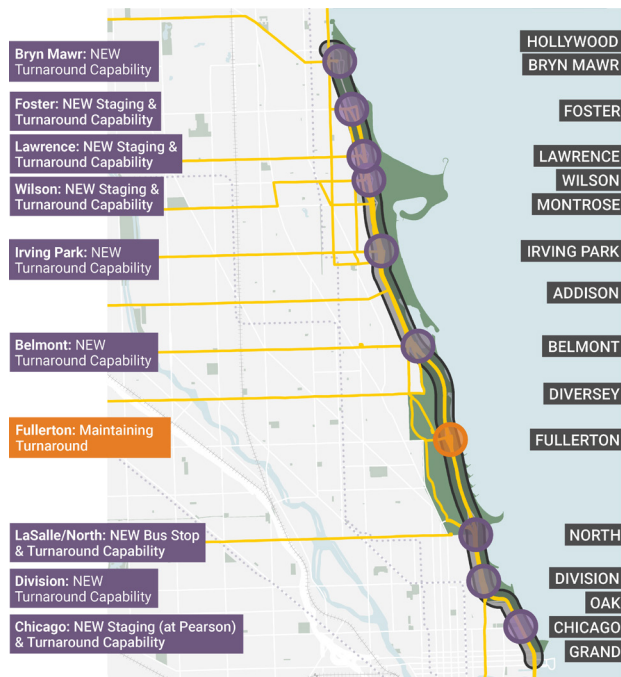 Bryn Mawr: NEW
Turnaround Capability
Foster: NEW Staging &
Turnaround Capability
Lawrence: NEW Staging &
Turnaround Capability
Wilson: NEW Staging &
Turnaround Capability
Irving Park: NEW
Turnaround Capability
Belmont: NEW
Turnaround Capability
Fullerton: Maintaining
Turnaround
LaSalle/North: NEW Bus Stop
& Turnaround Capability
Division: NEW
Turnaround Capability
Chicago: NEW Staging (at Pearson)
& Turnaround Capability
HOLLYWOOD
BRYN MAWR
FOSTER
LAWRENCE
WILSON
MONTROSE
IRVING PARK
ADDISON
BELMONT
DIVERSEY
FULLERTON
NORTH
DIVISION
OAK
CHICAGO
GRAND